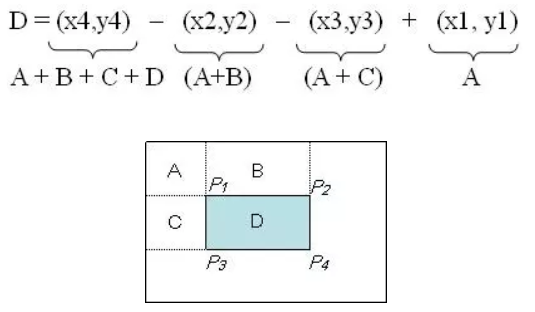 D = (x4,y4) − (x2,y2) − (x3,y3) + (x1, y1)
A + B + C + D (A+B) (A + C) A
A B
P1 P2
C D
P3 P4